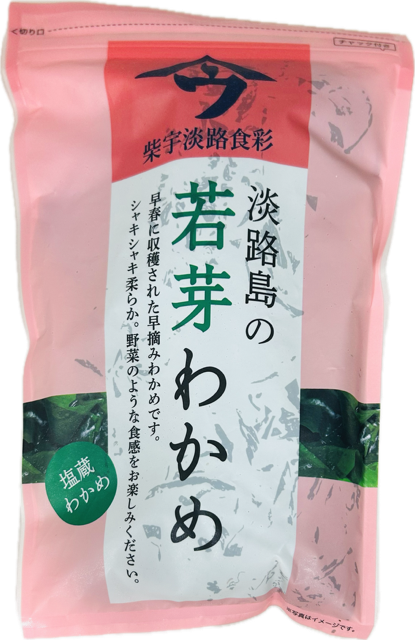 <切り口
チャック付き
ウ
柴宇淡路食彩
淡路島の
若芽わかめ
早春に収穫された早摘みわかめです。
シャキシャキ柔らか。野菜のような食感をお楽しみください。
塩蔵
わかめ
※写真はイメージです。